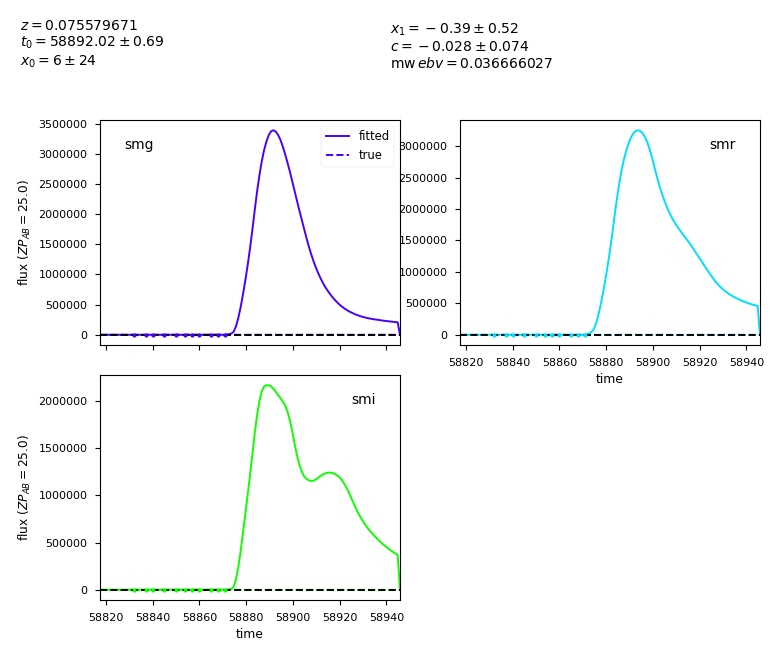 z = 0.075579671
t₀ = 58892.02 ± 0.69
x₀ = 6 ± 24
x₁ = −0.39 ± 0.52
c = −0.028 ± 0.074
mw ebv = 0.036666027
3500000
3000000
2500000
2000000
1500000
1000000
500000
0
flux (ZP_AB = 25.0)
smg
fitted
true
3000000
2500000
2000000
1500000
1000000
500000
0
smr
58820 58840 58860 58880 58900 58920 58940
time
2000000
1500000
1000000
500000
0
flux (ZP_AB = 25.0)
smi
58820 58840 58860 58880 58900 58920 58940
time